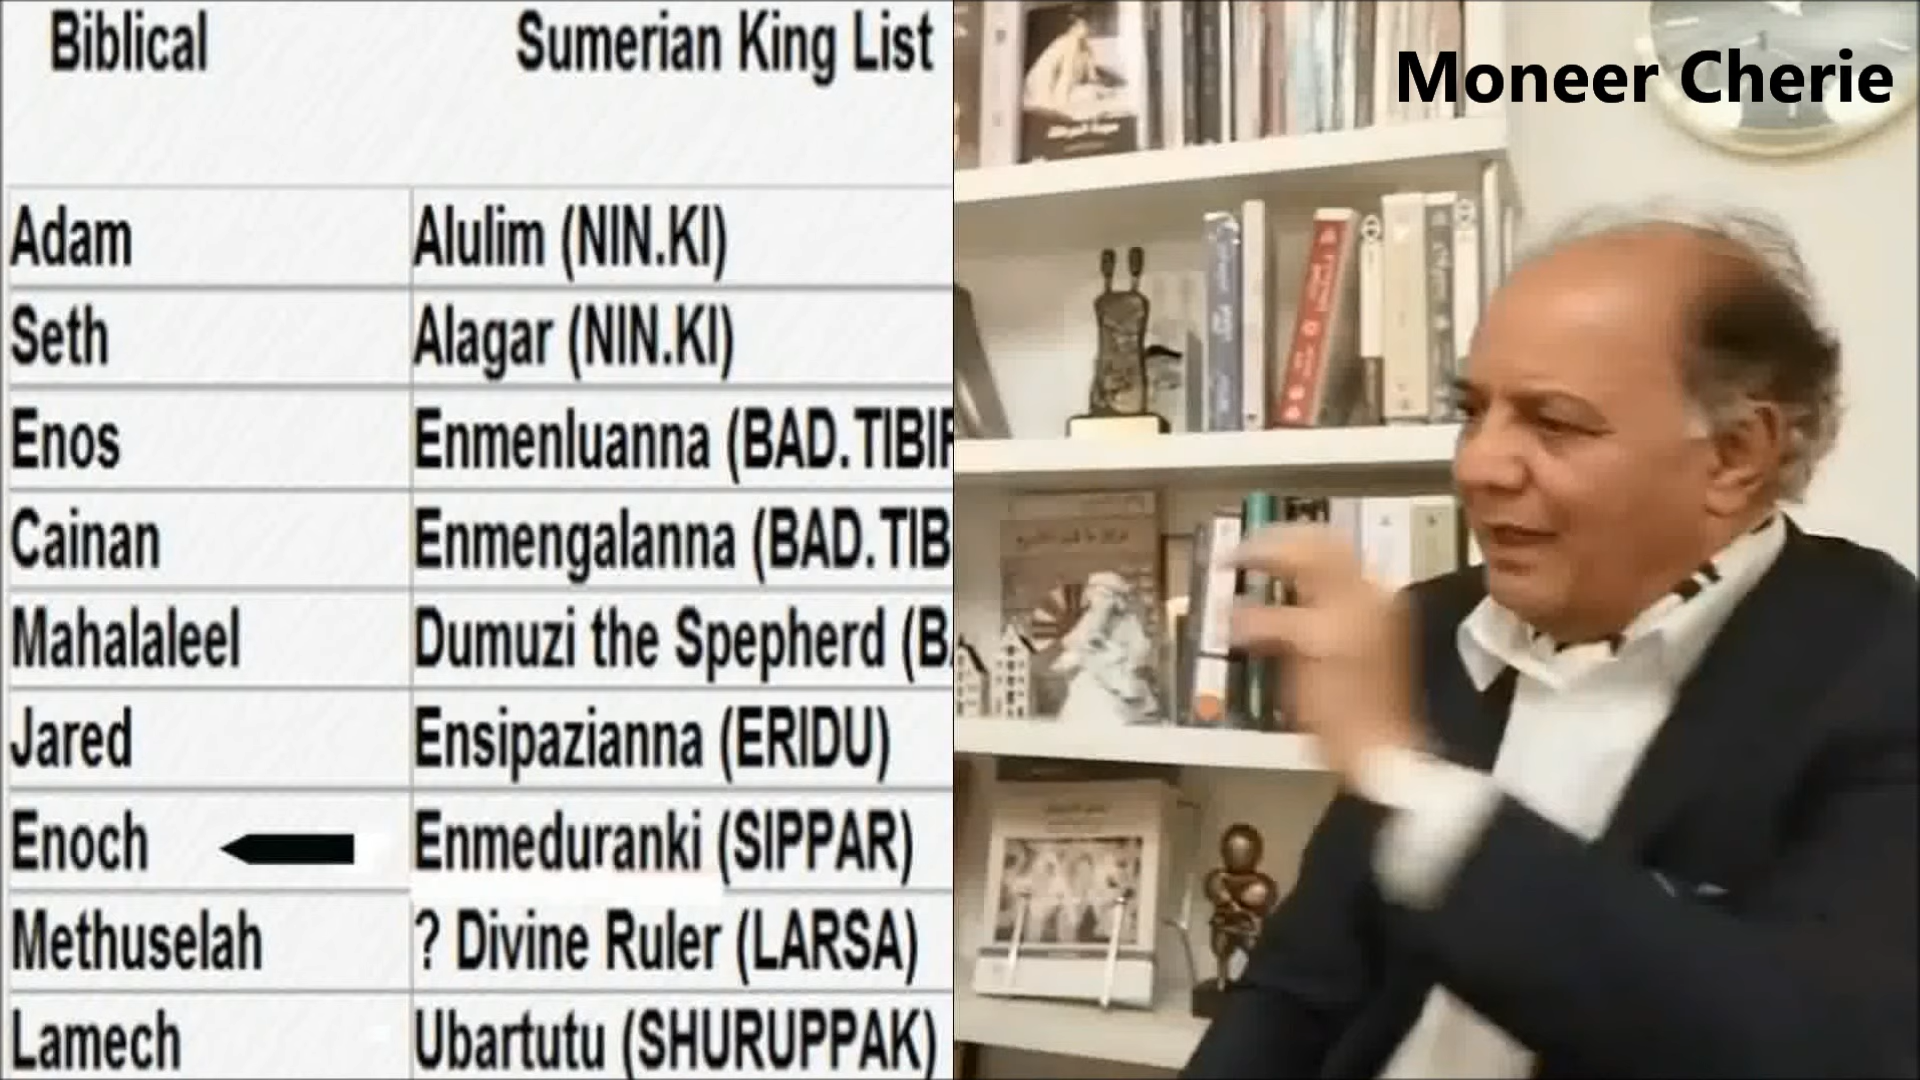 Biblical Sumerian King List
Adam Alulim (NIN.KI)
Seth Alagar (NIN.KI)
Enos Enmenluanna (BAD.TIBI
Cainan Enmengalanna (BAD.TIB
Mahalaleel Dumuzi the Spepherd (B
Jared Ensipazianna (ERIDU)
Enoch Enmeduranki (SIPPAR)
Methuselah ? Divine Ruler (LARSA)
Lamech Ubartutu (SHURUPPAK)
Moneer Cherie